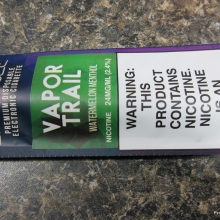 PREMIUM DISPOSABLE
ELECTRONIC CIGARETTE
VAPOR
TRAIL
WATERMELON MENTHOL
NICOTINE 24MG/ML (2.4%)
WARNING:
THIS
PRODUCT
CONTAINS
NICOTINE.
NICOTINE
IS AN